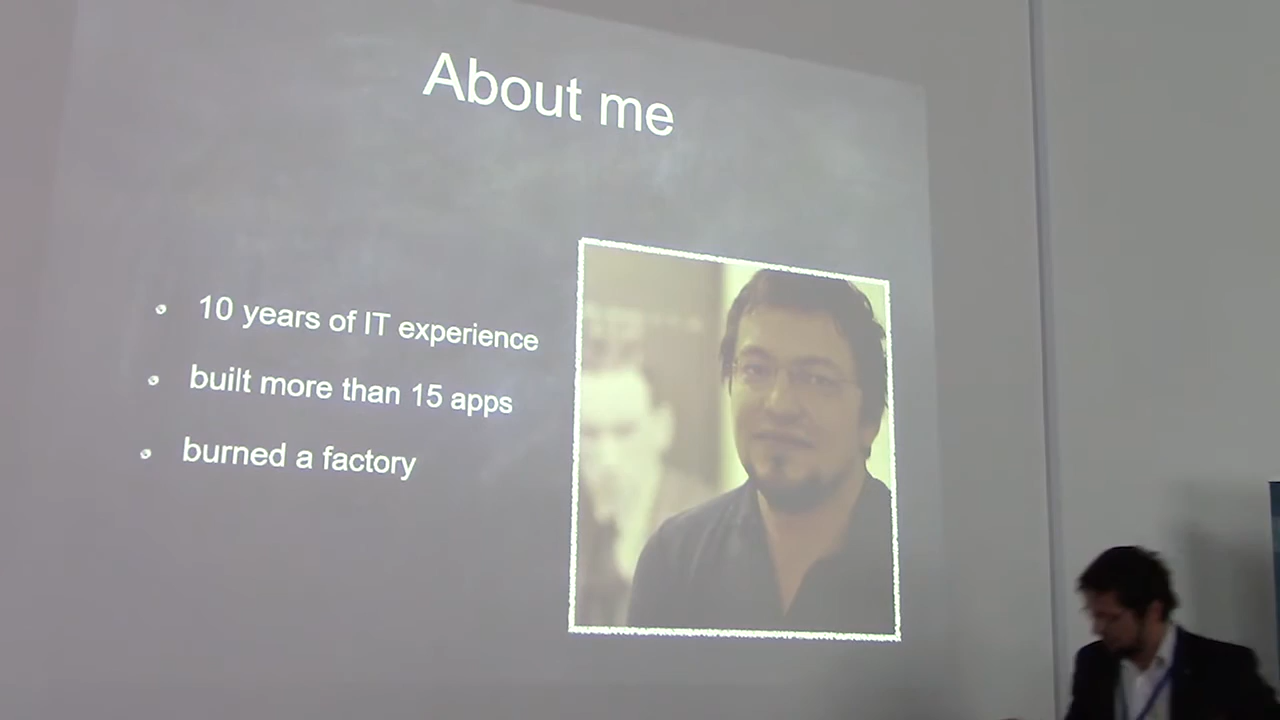 About me
10 years of IT experience
built more than 15 apps
burned a factory